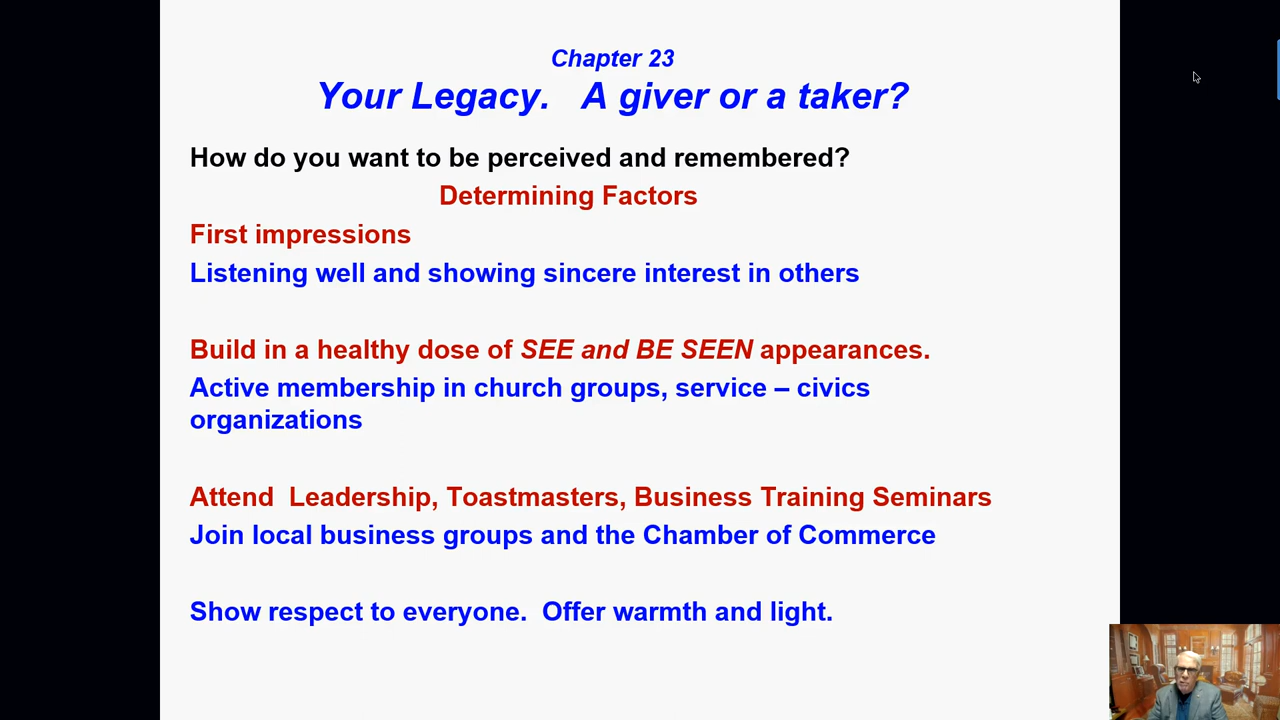 Chapter 23
Your Legacy.   A giver or a taker?
How do you want to be perceived and remembered?
Determining Factors
First impressions
Listening well and showing sincere interest in others
Build in a healthy dose of SEE and BE SEEN appearances.
Active membership in church groups, service – civics
organizations
Attend  Leadership, Toastmasters, Business Training Seminars
Join local business groups and the Chamber of Commerce
Show respect to everyone.  Offer warmth and light.